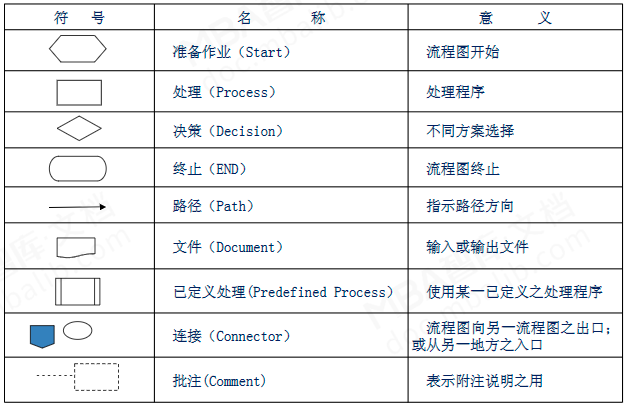 符 号 名 称 意 义
准备作业（Start） 流程图开始
处理（Process） 处理程序
决策（Decision） 不同方案选择
终止（END） 流程图终止
路径（Path） 指示路径方向
文件（Document） 输入或输出文件
已定义处理(Predefined Process） 使用某一已定义之处理程序
连接（Connector） 流程图向另一流程图之出口；
或从另一地方之入口
批注(Comment) 表示附注说明之用